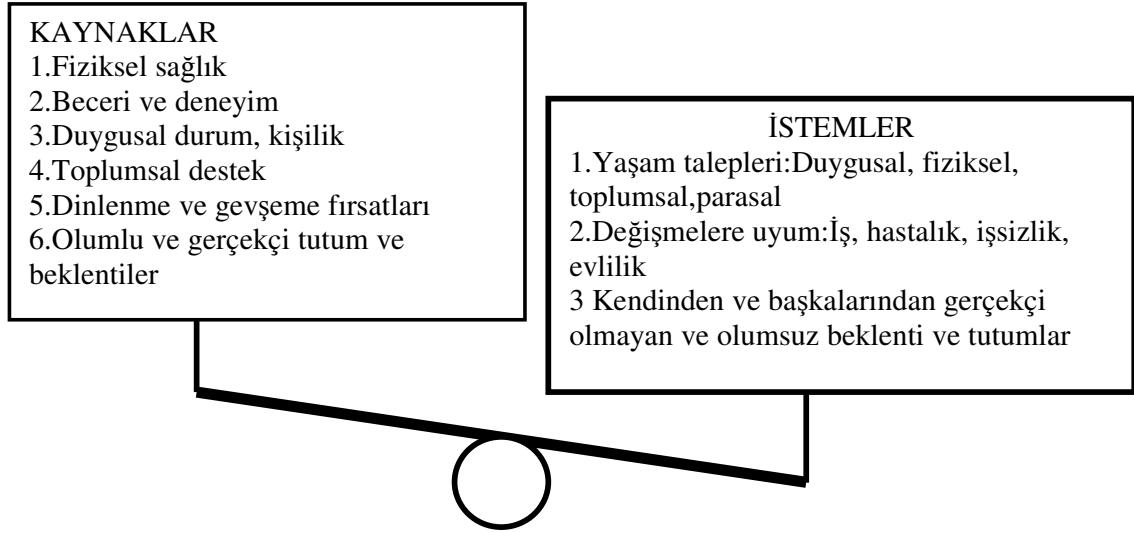 KAYNAKLAR
1.Fiziksel sağlık
2.Beceri ve deneyim
3.Duygusal durum, kişilik
4.Toplumsal destek
5.Dinlenme ve gevşeme fırsatları
6.Olumlu ve gerçekçi tutum ve
beklentiler
İSTEMLER
1.Yaşam talepleri:Duygusal, fiziksel,
toplumsal,parasal
2.Değişmelere uyum:İş, hastalık, işsizlik,
evlilik
3 Kendinden ve başkalarından gerçekçi
olmayan ve olumsuz beklenti ve tutumlar